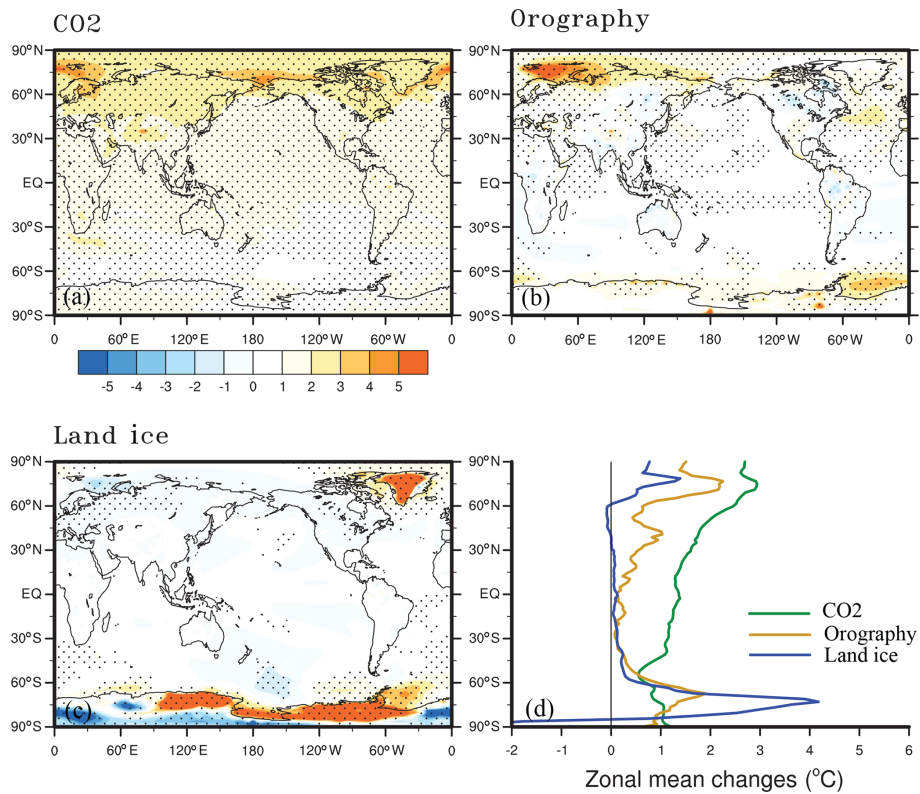 CO2
Orography
90°N
60°N
30°N
EQ
30°S
60°S
90°S
(a)
(b)
0 60°E 120°E 180 120°W 60°W 0
0 60°E 120°E 180 120°W 60°W 0
-5 -4 -3 -2 -1 0 1 2 3 4 5
90°N
60°N
30°N
EQ
30°S
60°S
90°S
Land ice
90°N
60°N
30°N
EQ
30°S
60°S
90°S
(c)
0 60°E 120°E 180 120°W 60°W 0
90°N
60°N
30°N
EQ
30°S
60°S
90°S
CO2
Orography
Land ice
(d)
-2 -1 0 1 2 3 4 5 6
Zonal mean changes (°C)